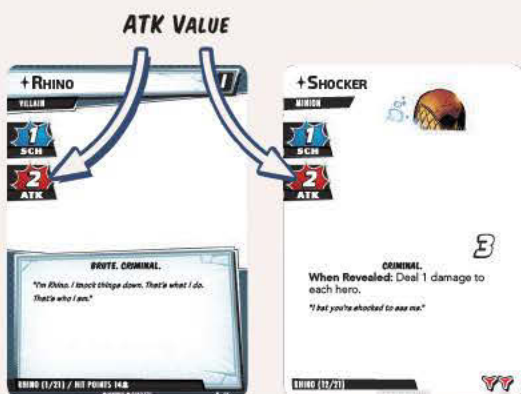 ATK VALUE
RHINO
I
VILLAIN
1
SCH
2
ATK
BRUTE. CRIMINAL.
"I'm Rhino. I knock things down. That's what I do.
That's who I am."
RHINO (1/21) / HIT POINTS 14
SHOCKER
MINION
1
SCH
2
ATK
3
CRIMINAL.
When Revealed: Deal 1 damage to
each hero.
"I bet you're shocked to see me."
RHINO (12/21)